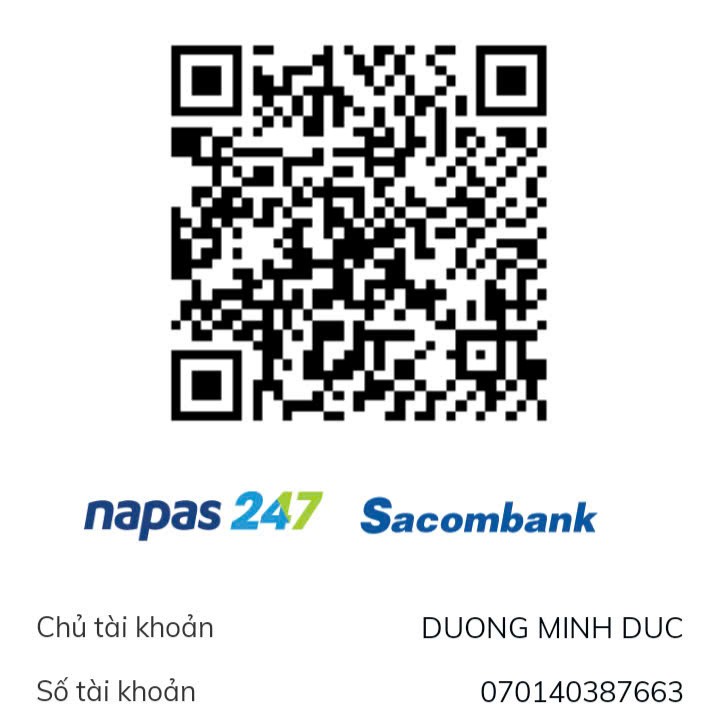 napas 247 Sacombank
Chủ tài khoản DUONG MINH DUC
Số tài khoản 070140387663